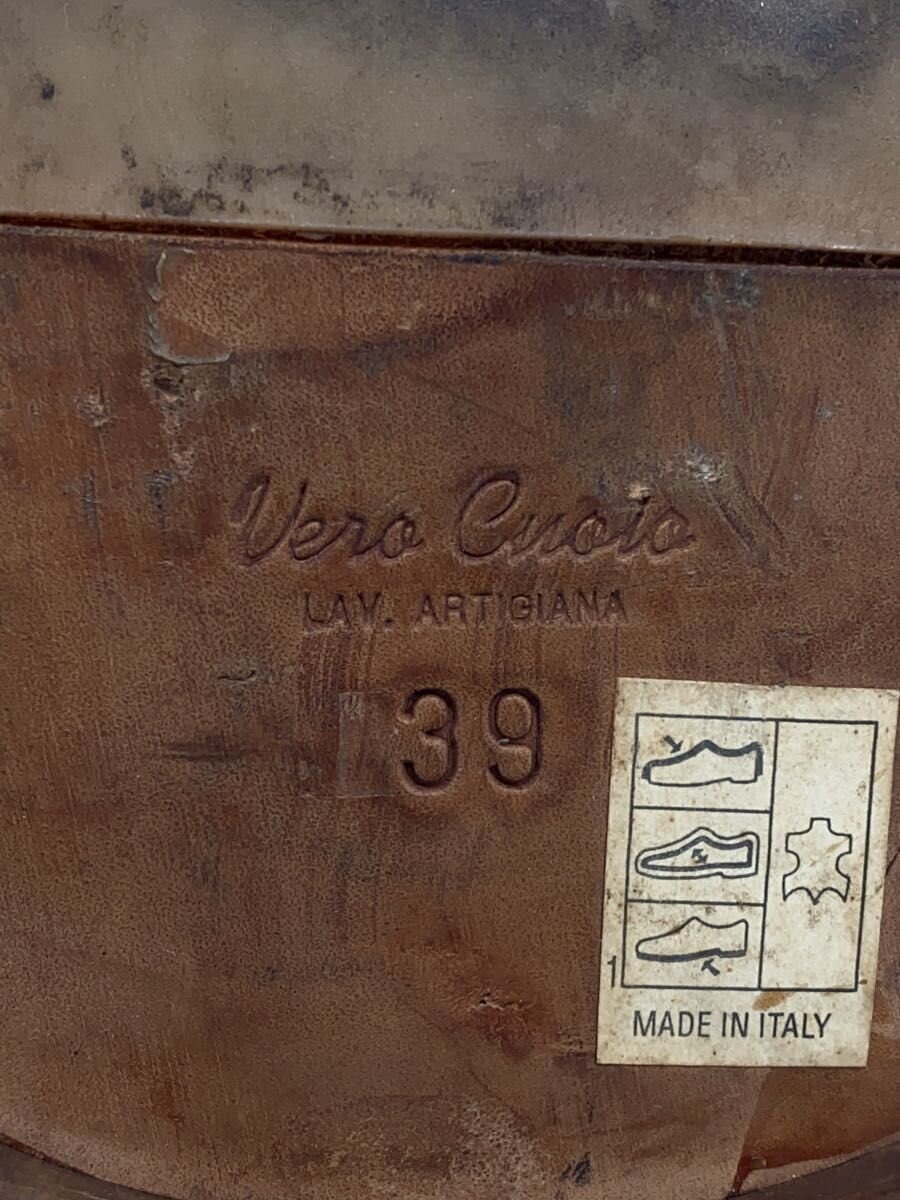 Vero Cuoio
LAV. ARTIGIANA
39
1
MADE IN ITALY